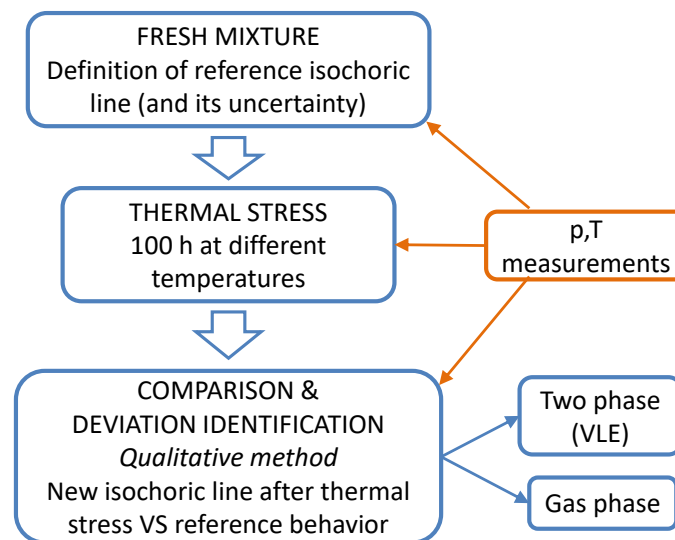 FRESH MIXTURE
Definition of reference isochoric
line (and its uncertainty)
THERMAL STRESS
100 h at different
temperatures
p,T
measurements
COMPARISON &
DEVIATION IDENTIFICATION
Qualitative method
New isochoric line after thermal
stress VS reference behavior
Two phase
(VLE)
Gas phase